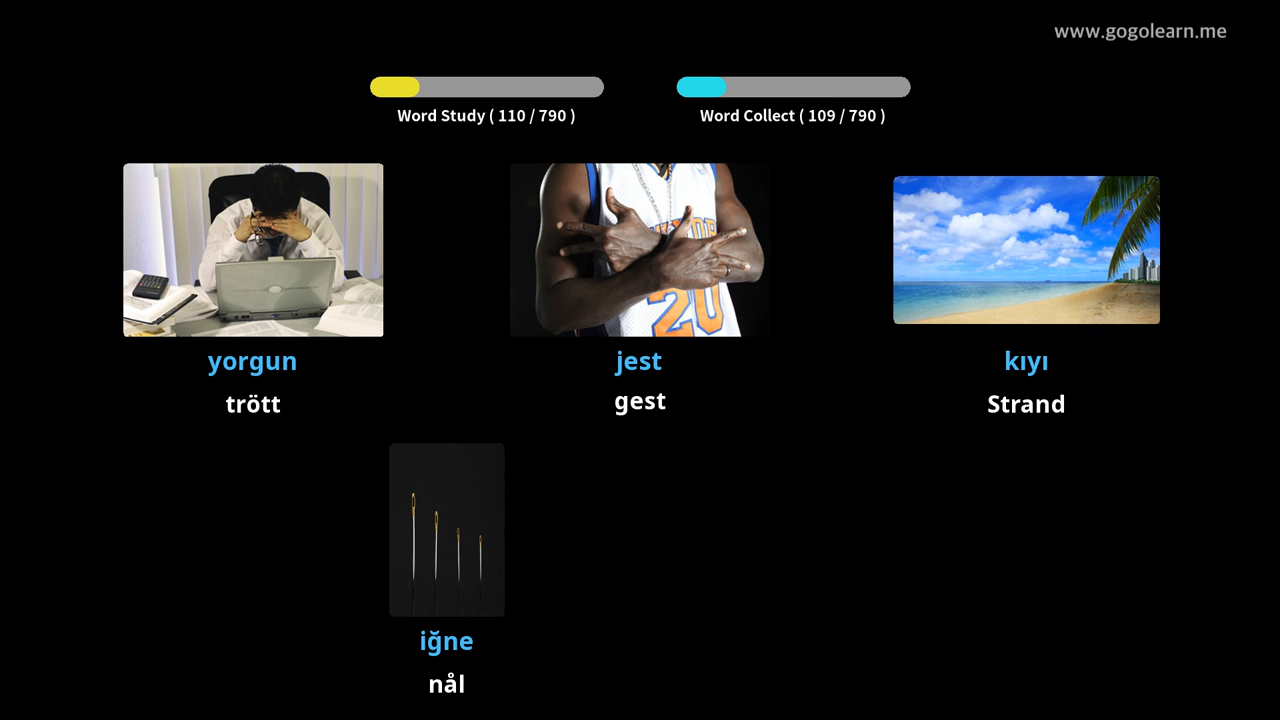 www.gogolearn.me
Word Study ( 110 / 790 )
Word Collect ( 109 / 790 )
20
yorgun
jest
kıyı
trött
gest
Strand
iğne
nål